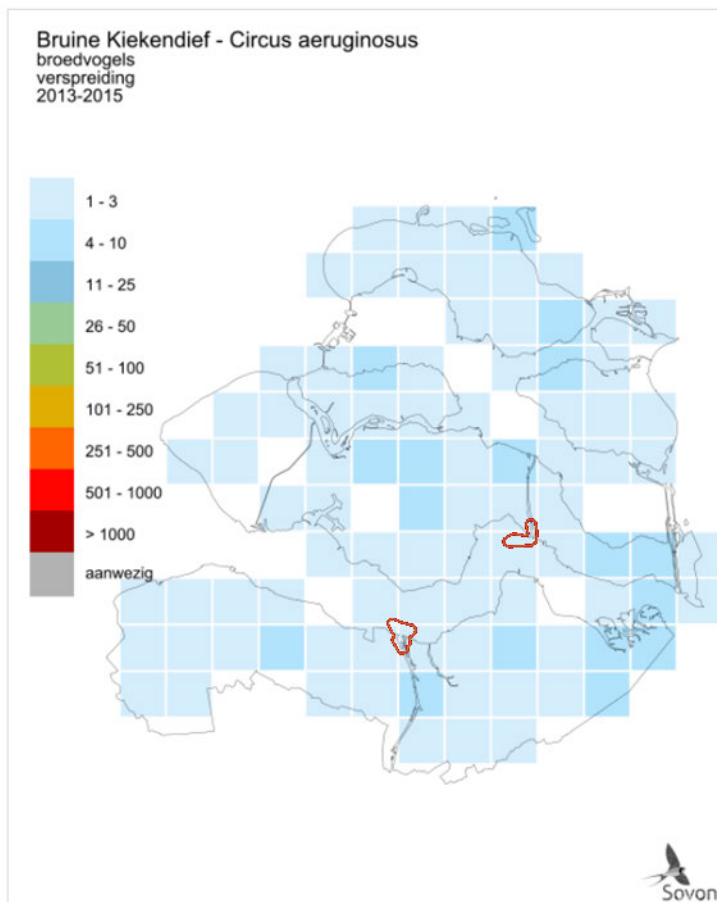 Bruine Kiekendief - Circus aeruginosus
broedvogels
verspreiding
2013-2015
1 - 3
4 - 10
11 - 25
26 - 50
51 - 100
101 - 250
251 - 500
501 - 1000
> 1000
aanwezig
Sovon